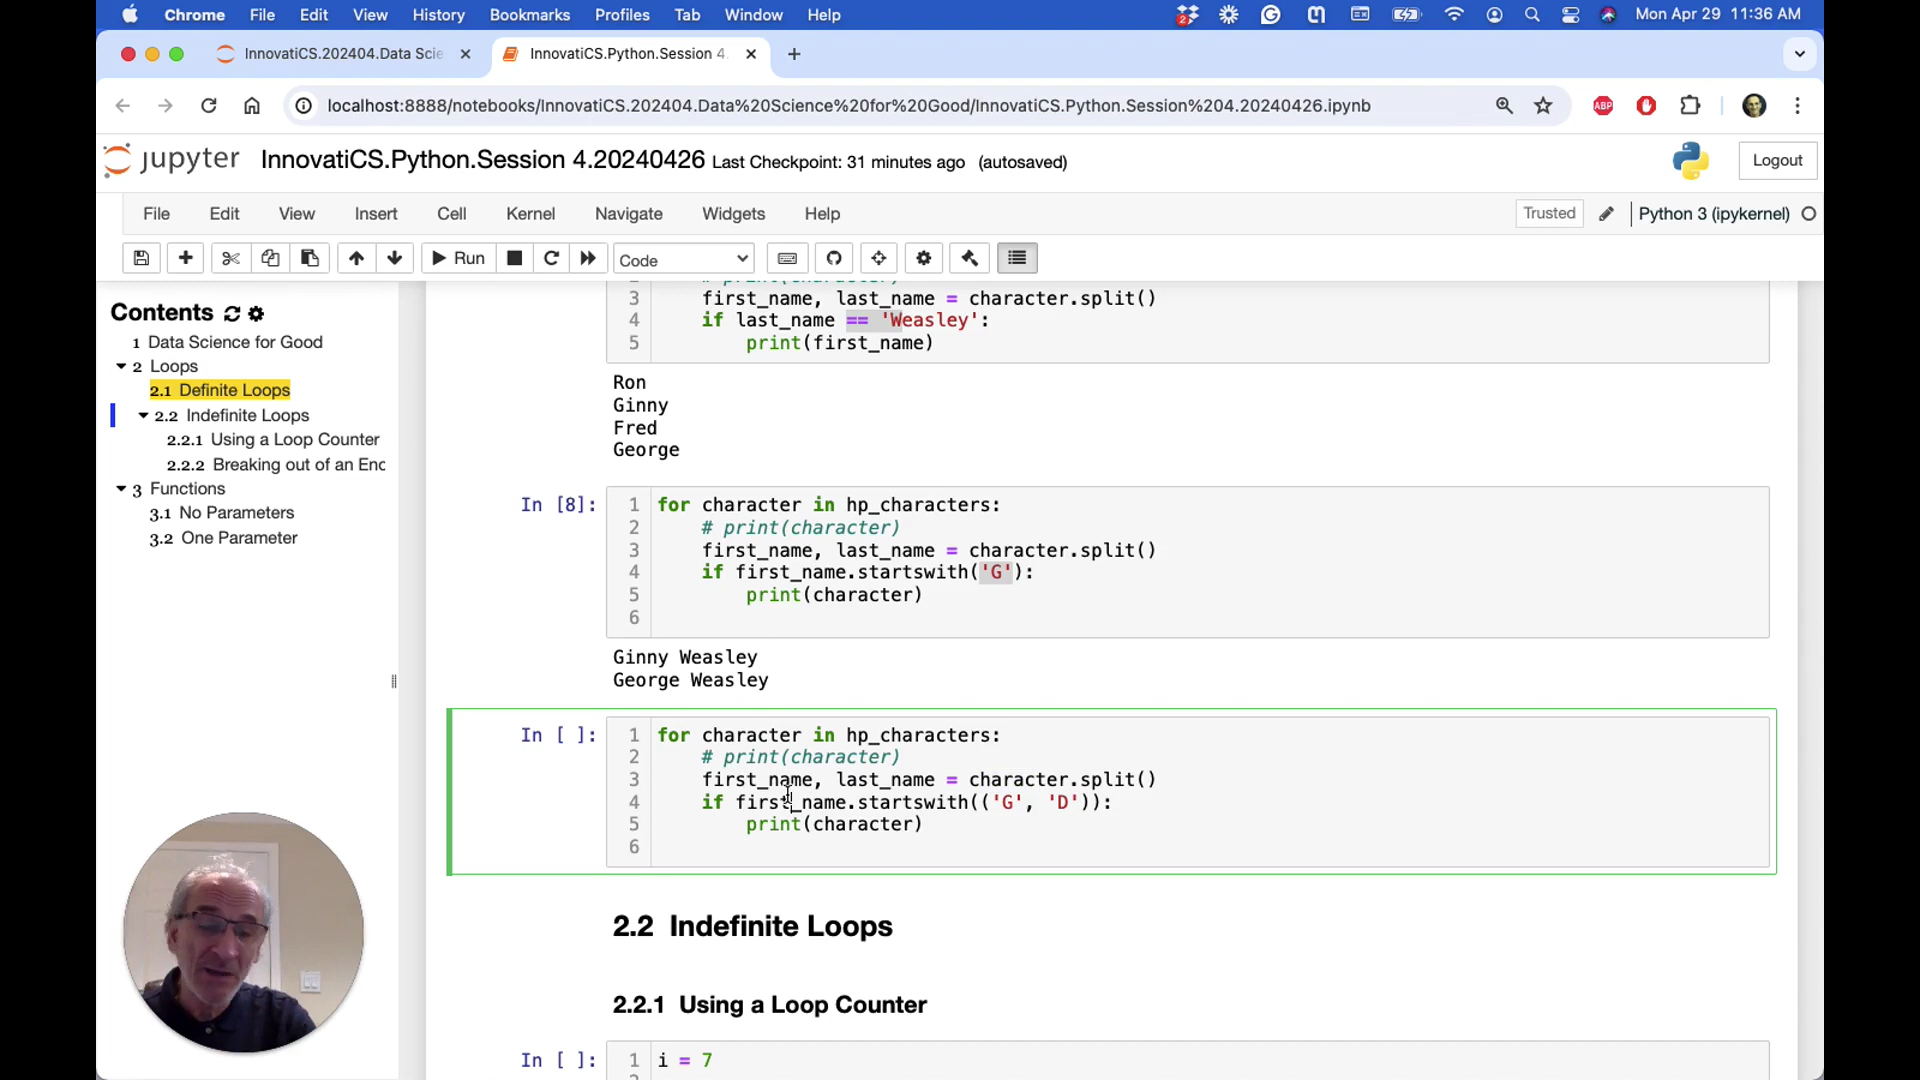 Chrome File Edit View History Bookmarks Profiles Tab Window Help 2 Mon Apr 29 11:36 AM
InnovatiCS.202404.Data Scie InnovatiCS.Python.Session 4.
localhost:8888/notebooks/InnovatiCS.202404.Data%20Science%20for%20Good/InnovatiCS.Python.Session%204.20240426.ipynb ABP
jupyter InnovatiCS.Python.Session 4.20240426 Last Checkpoint: 31 minutes ago (autosaved) Logout
File Edit View Insert Cell Kernel Navigate Widgets Help Trusted Python 3 (ipykernel)
Run Code
Contents
1 Data Science for Good
2 Loops
2.1 Definite Loops
2.2 Indefinite Loops
2.2.1 Using a Loop Counter
2.2.2 Breaking out of an Enc
3 Functions
3.1 No Parameters
3.2 One Parameter
2 # print(character)
3 first_name, last_name = character.split()
4 if last_name == 'Weasley':
5 print(first_name)
Ron
Ginny
Fred
George
In [8]: 1 for character in hp_characters:
2 # print(character)
3 first_name, last_name = character.split()
4 if first_name.startswith('G'):
5 print(character)
6
Ginny Weasley
George Weasley
In [ ]: 1 for character in hp_characters:
2 # print(character)
3 first_name, last_name = character.split()
4 if first_name.startswith(('G', 'D')):
5 print(character)
6
2.2 Indefinite Loops
2.2.1 Using a Loop Counter
In [ ]: 1 i = 7